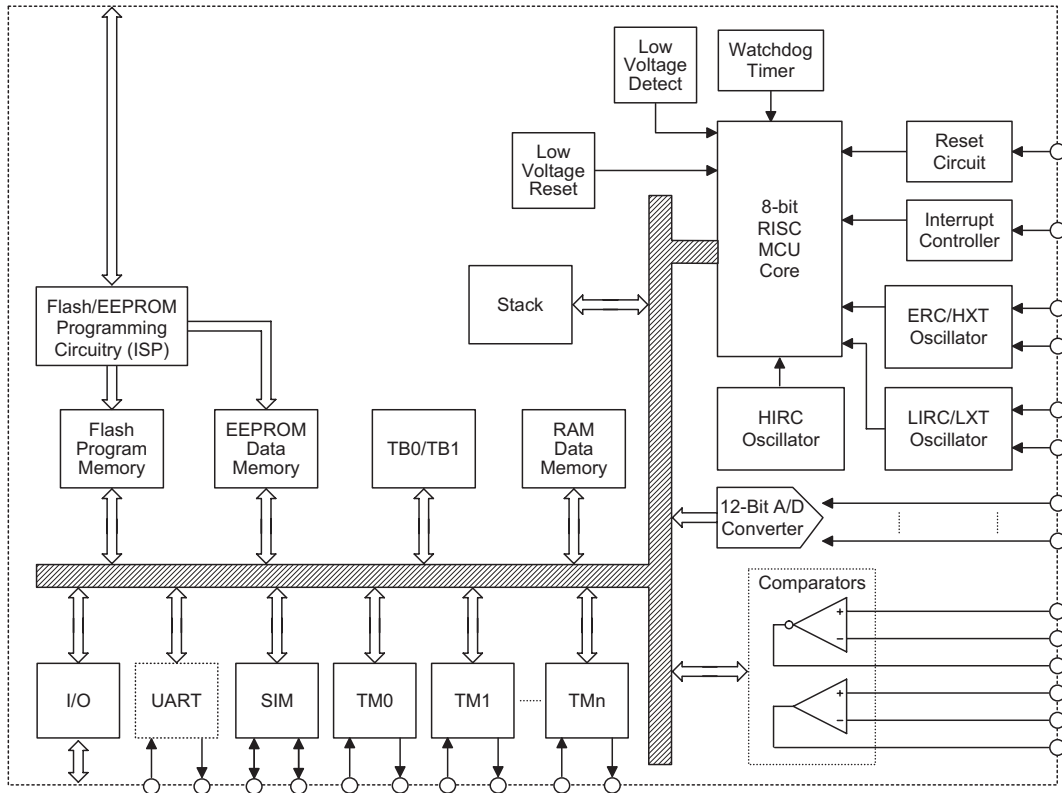 Low
Voltage
Detect
Watchdog
Timer
Low
Voltage
Reset
8-bit
RISC
MCU
Core
Reset
Circuit
Interrupt
Controller
Stack
Flash/EEPROM
Programming
Circuitry (ISP)
ERC/HXT
Oscillator
HIRC
Oscillator
LIRC/LXT
Oscillator
Flash
Program
Memory
EEPROM
Data
Memory
TB0/TB1
RAM
Data
Memory
12-Bit A/D
Converter
Comparators
+
−
+
−
I/O
UART
SIM
TM0
TM1
TMn